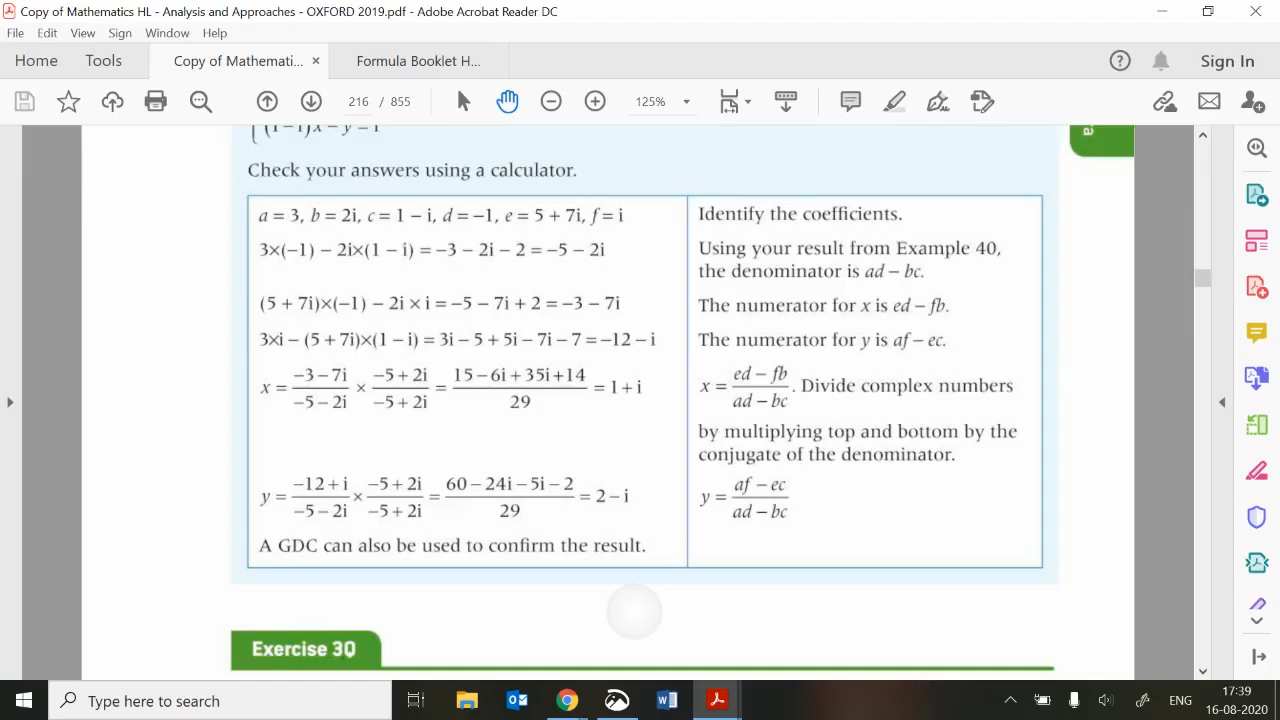 Copy of Mathematics HL - Analysis and Approaches - OXFORD 2019.pdf - Adobe Acrobat Reader DC
File Edit View Sign Window Help
Home Tools Copy of Mathemati... × Formula Booklet H... Sign In
216 / 855 125%
(1 − i)x − y = 1
Check your answers using a calculator.
a = 3, b = 2i, c = 1 − i, d = −1, e = 5 + 7i, f = i
Identify the coefficients.
3×(−1) − 2i×(1 − i) = −3 − 2i − 2 = −5 − 2i
Using your result from Example 40,
the denominator is ad − bc.
(5 + 7i)×(−1) − 2i × i = −5 − 7i + 2 = −3 − 7i
The numerator for x is ed − fb.
3×i − (5 + 7i)×(1 − i) = 3i − 5 + 5i − 7i − 7 = −12 − i
The numerator for y is af − ec.
x = −3 − 7i / −5 − 2i × −5 + 2i / −5 + 2i = 15 − 6i + 35i + 14 / 29 = 1 + i
x = ed − fb / ad − bc. Divide complex numbers
by multiplying top and bottom by the
conjugate of the denominator.
y = −12 + i / −5 − 2i × −5 + 2i / −5 + 2i = 60 − 24i − 5i − 2 / 29 = 2 − i
y = af − ec / ad − bc
A GDC can also be used to confirm the result.
Exercise 3Q
Type here to search
ENG
17:39
16-08-2020